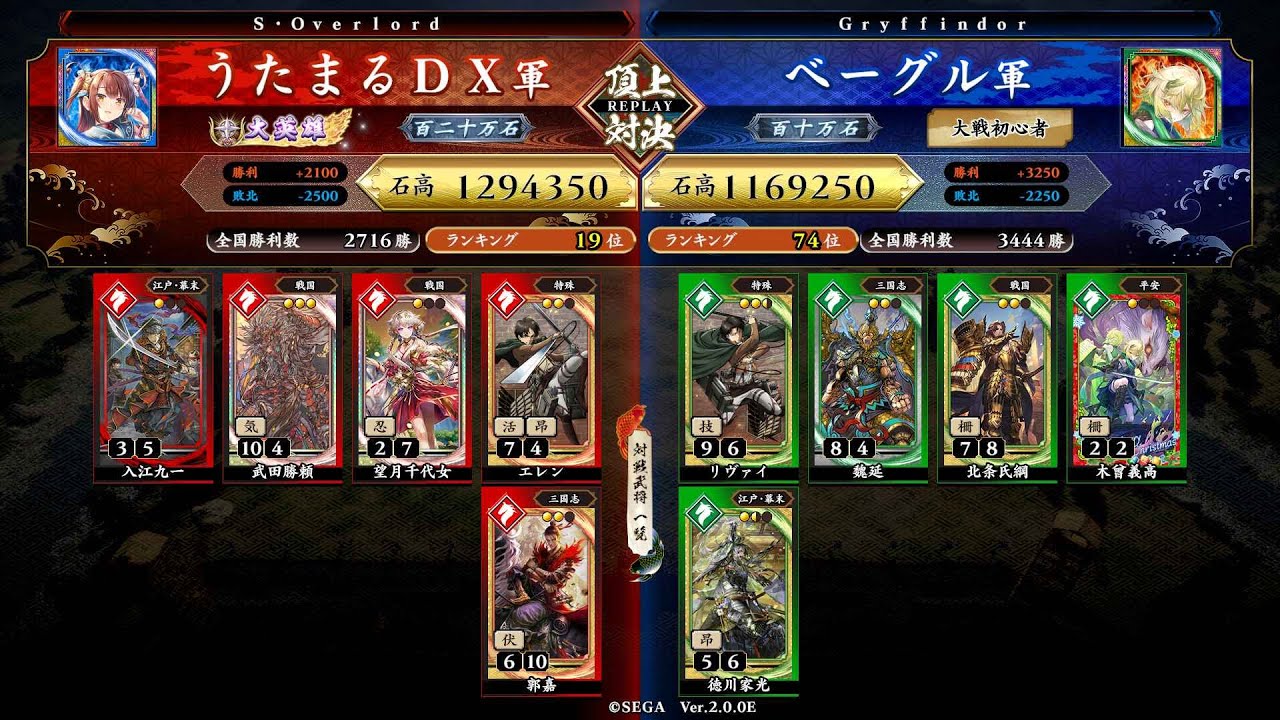 S・Overlord
Gryffindor
うたまるDX軍
頂上
REPLAY
対決
ベーグル軍
大英雄
百二十万石
百十万石
大戦初心者
勝利 +2100
敗北 -2500
石高 1294350
石高 1169250
勝利 +3250
敗北 -2250
全国勝利数 2716勝
ランキング 19位
ランキング 74位
全国勝利数 3444勝
江戸・幕末
戦国
戦国
特殊
特殊
三国志
戦国
平安
気
忍
活 昂
技
柵
柵
3 5
10 4
2 7
7 4
9 6
8 4
7 8
2 2
Christmas
入江九一
武田勝頼
望月千代女
エレン
リヴァイ
魏延
北条氏綱
木曾義高
対戦武将一覧
三国志
江戸・幕末
伏
昂
6 10
5 6
郭嘉
徳川家光
©SEGA Ver.2.0.0E